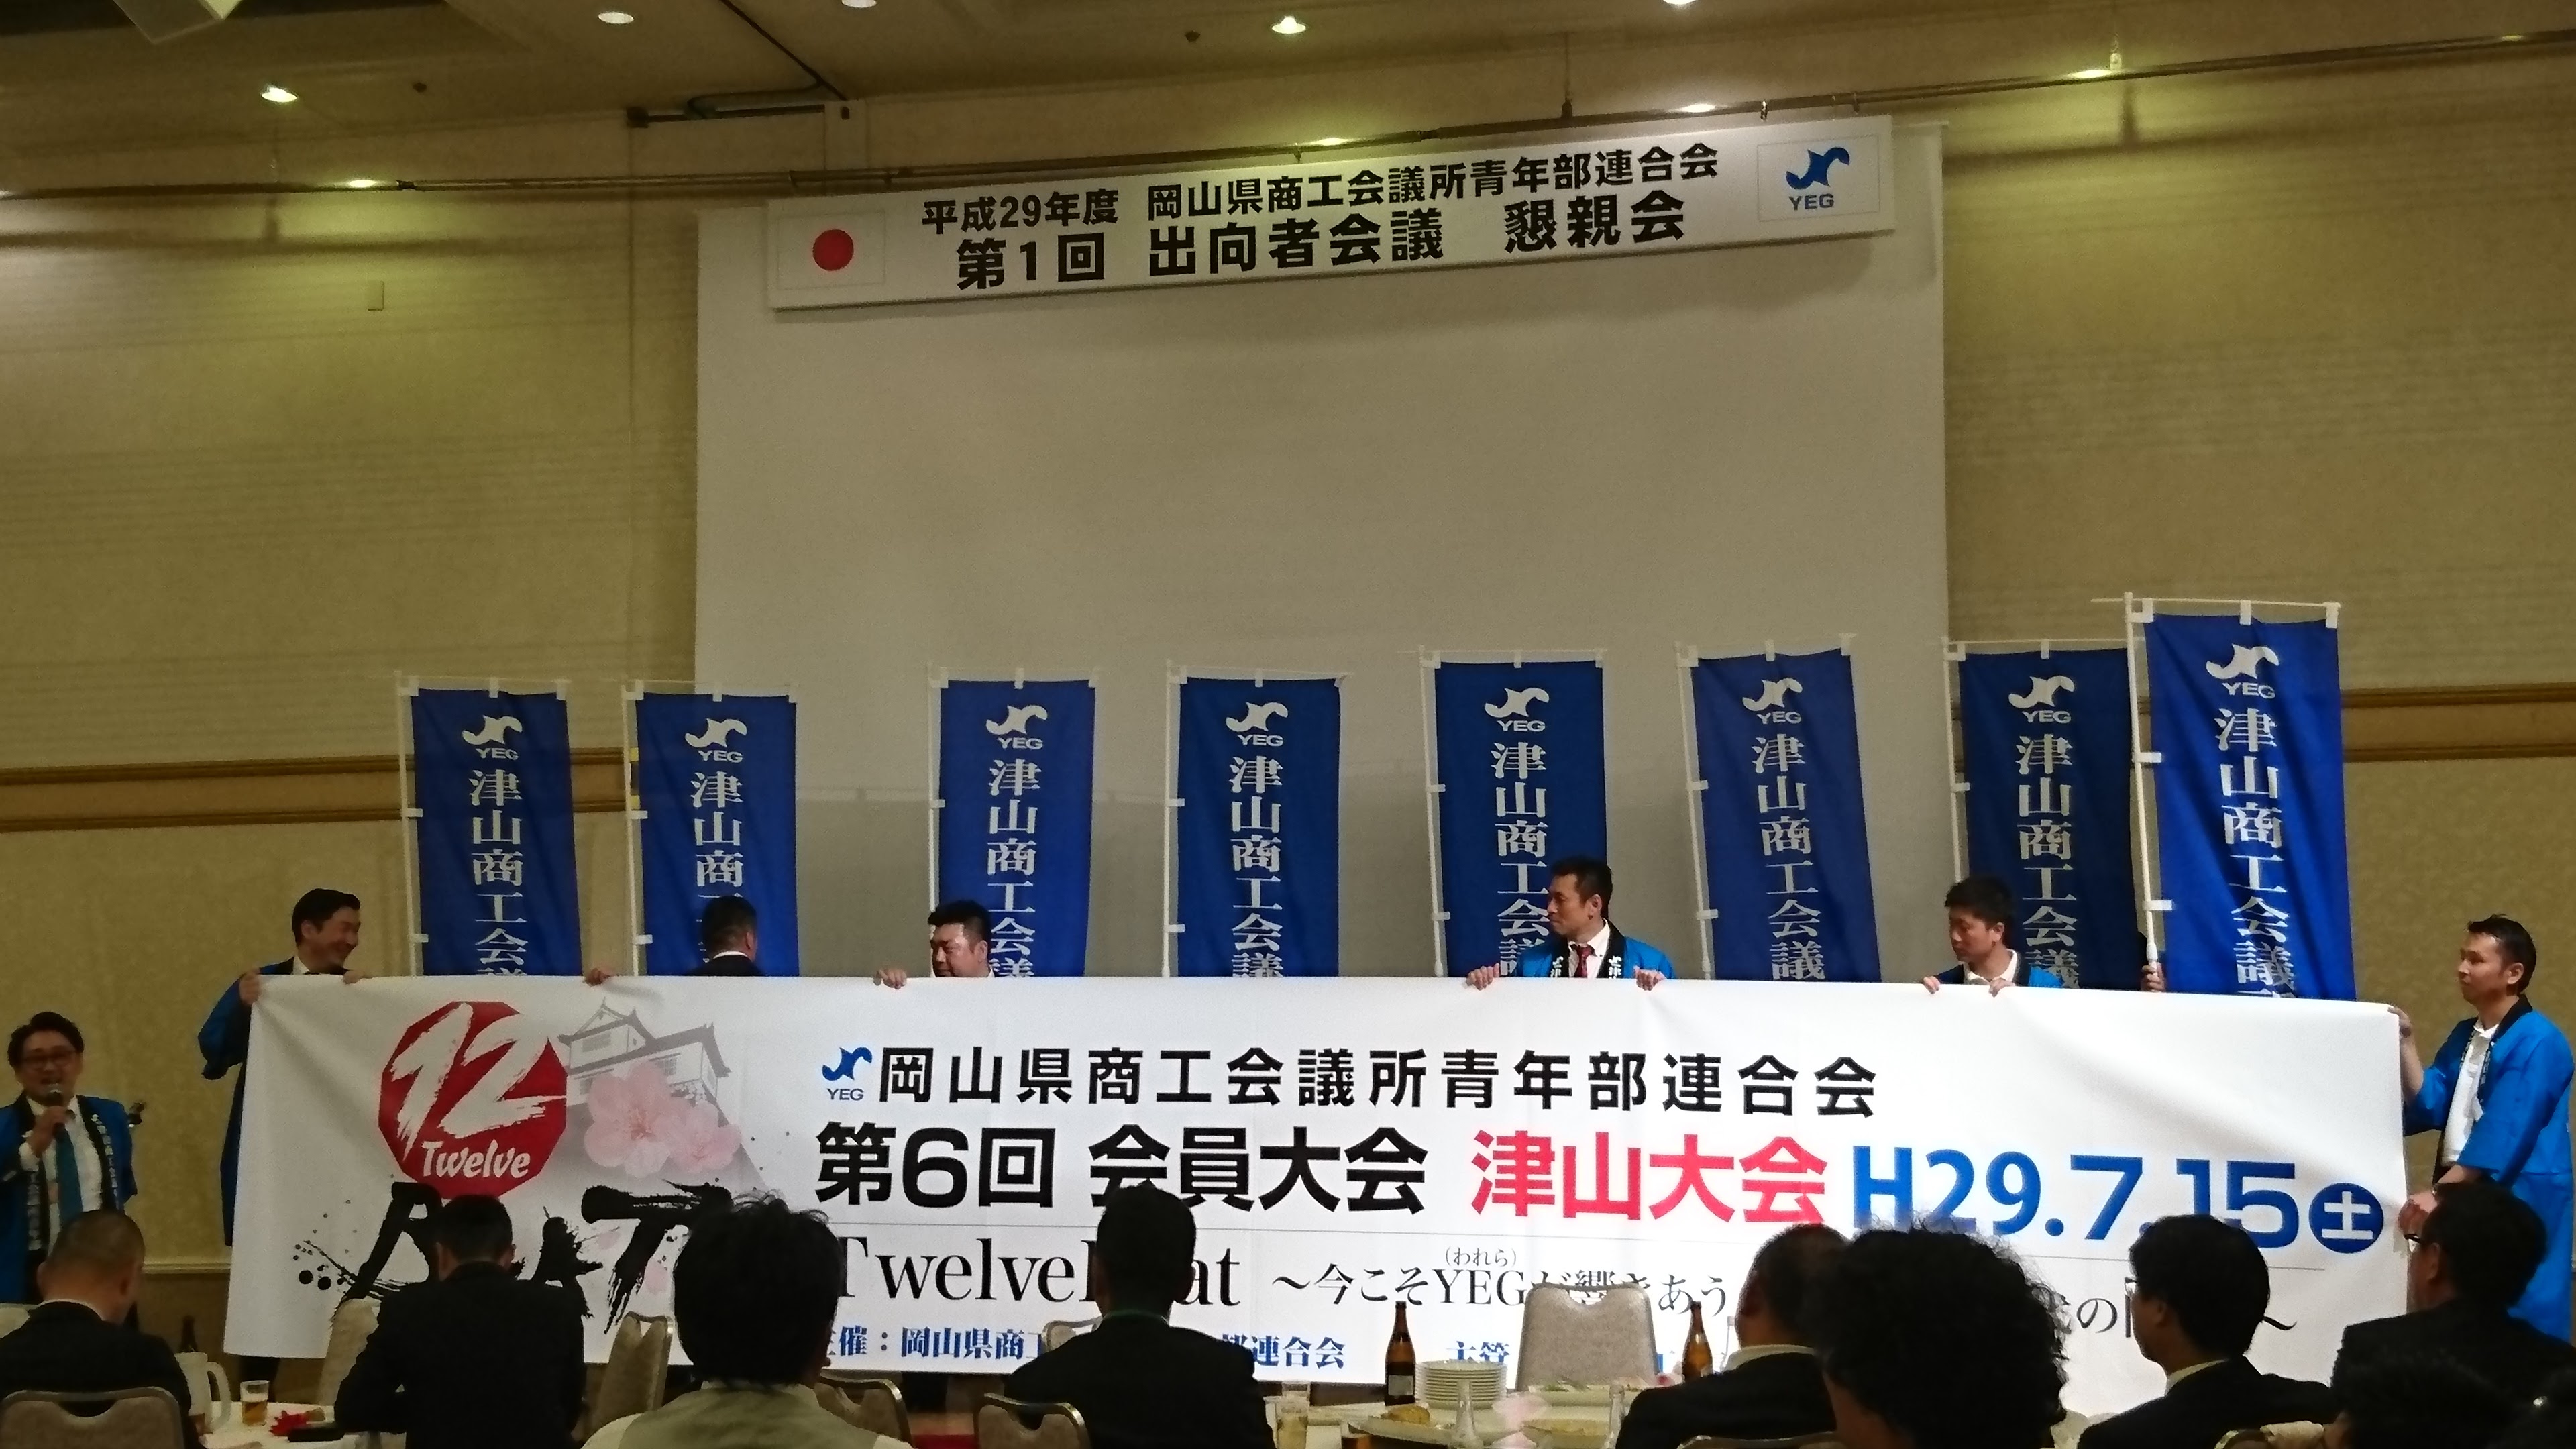 平成29年度 岡山県商工会議所青年部連合会
第1回 出向者会議 懇親会
YEG
YEG 津山商工会議
YEG 津山商
YEG 津山商工会議
YEG 津山商工会議
YEG 津山商工会議
YEG 津山商工会議
YEG 津山商工会議
YEG 津山商工会議
12
Twelve
YEG 岡山県商工会議所青年部連合会
第6回 会員大会 津山大会 H29.7.15土
Twelve at ～今こそYEG(われら)が響きあう の ～
催：岡山県商工 部連合会